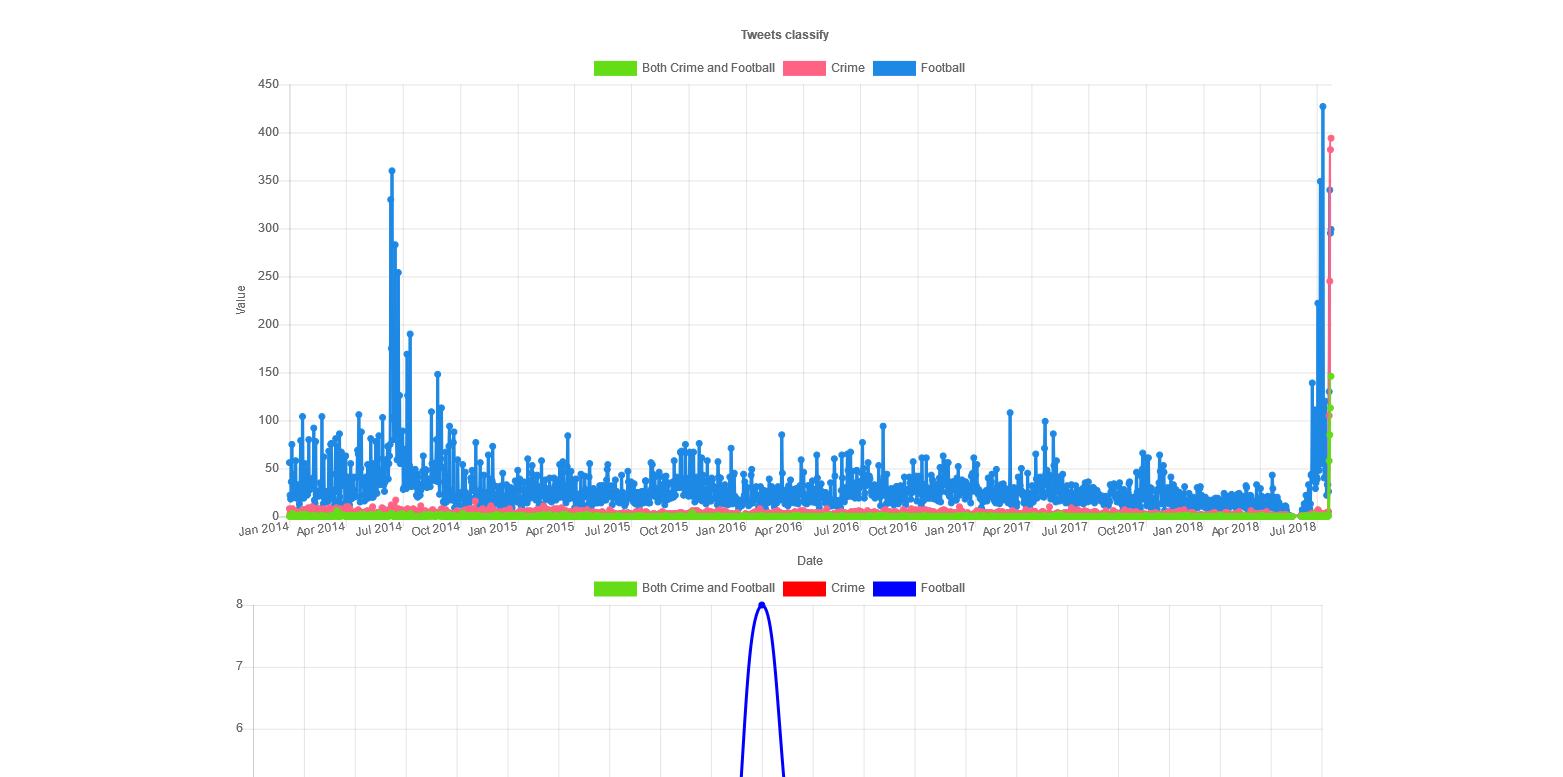 Tweets classify
Both Crime and Football Crime Football
450
400
350
300
250
200
150
100
50
0
Value
Jan 2014 Apr 2014 Jul 2014 Oct 2014 Jan 2015 Apr 2015 Jul 2015 Oct 2015 Jan 2016 Apr 2016 Jul 2016 Oct 2016 Jan 2017 Apr 2017 Jul 2017 Oct 2017 Jan 2018 Apr 2018 Jul 2018
Date
Both Crime and Football Crime Football
8
7
6